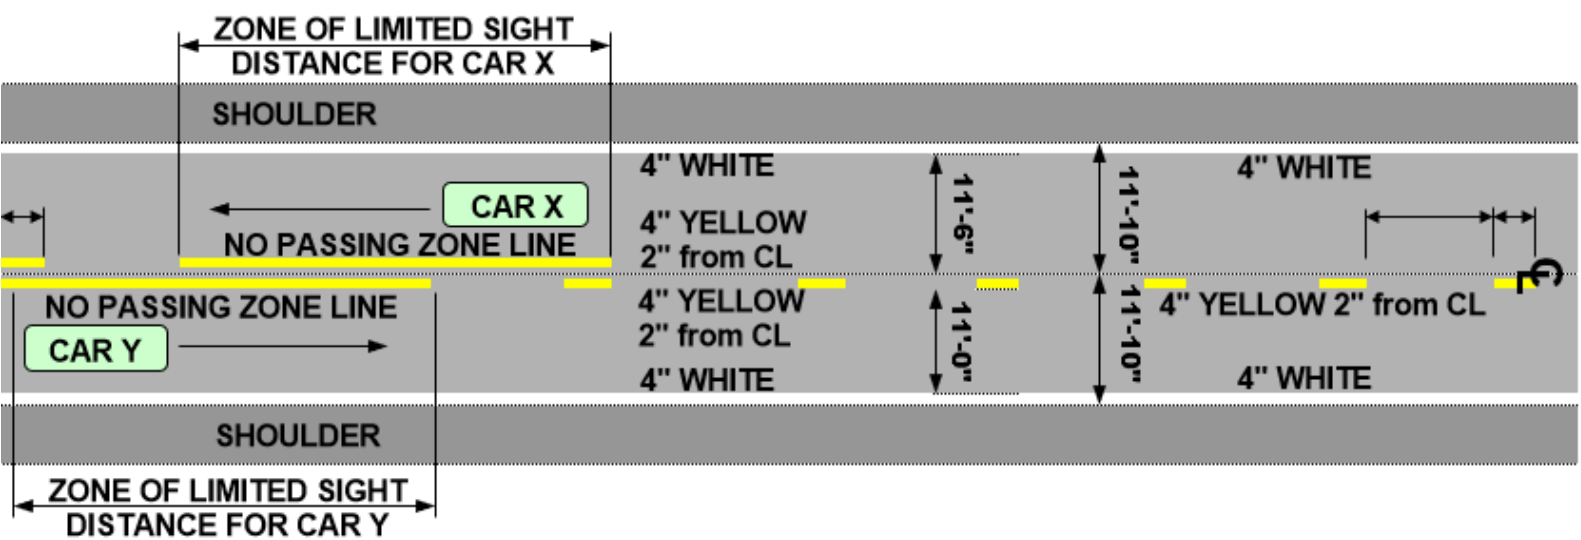 ZONE OF LIMITED SIGHT
DISTANCE FOR CAR X
SHOULDER
4" WHITE
4" WHITE
CAR X
4" YELLOW
2" from CL
NO PASSING ZONE LINE
11'-6"
11'-10"
CL
NO PASSING ZONE LINE
4" YELLOW
2" from CL
4" YELLOW 2" from CL
11'-0"
11'-10"
CAR Y
4" WHITE
4" WHITE
SHOULDER
ZONE OF LIMITED SIGHT
DISTANCE FOR CAR Y